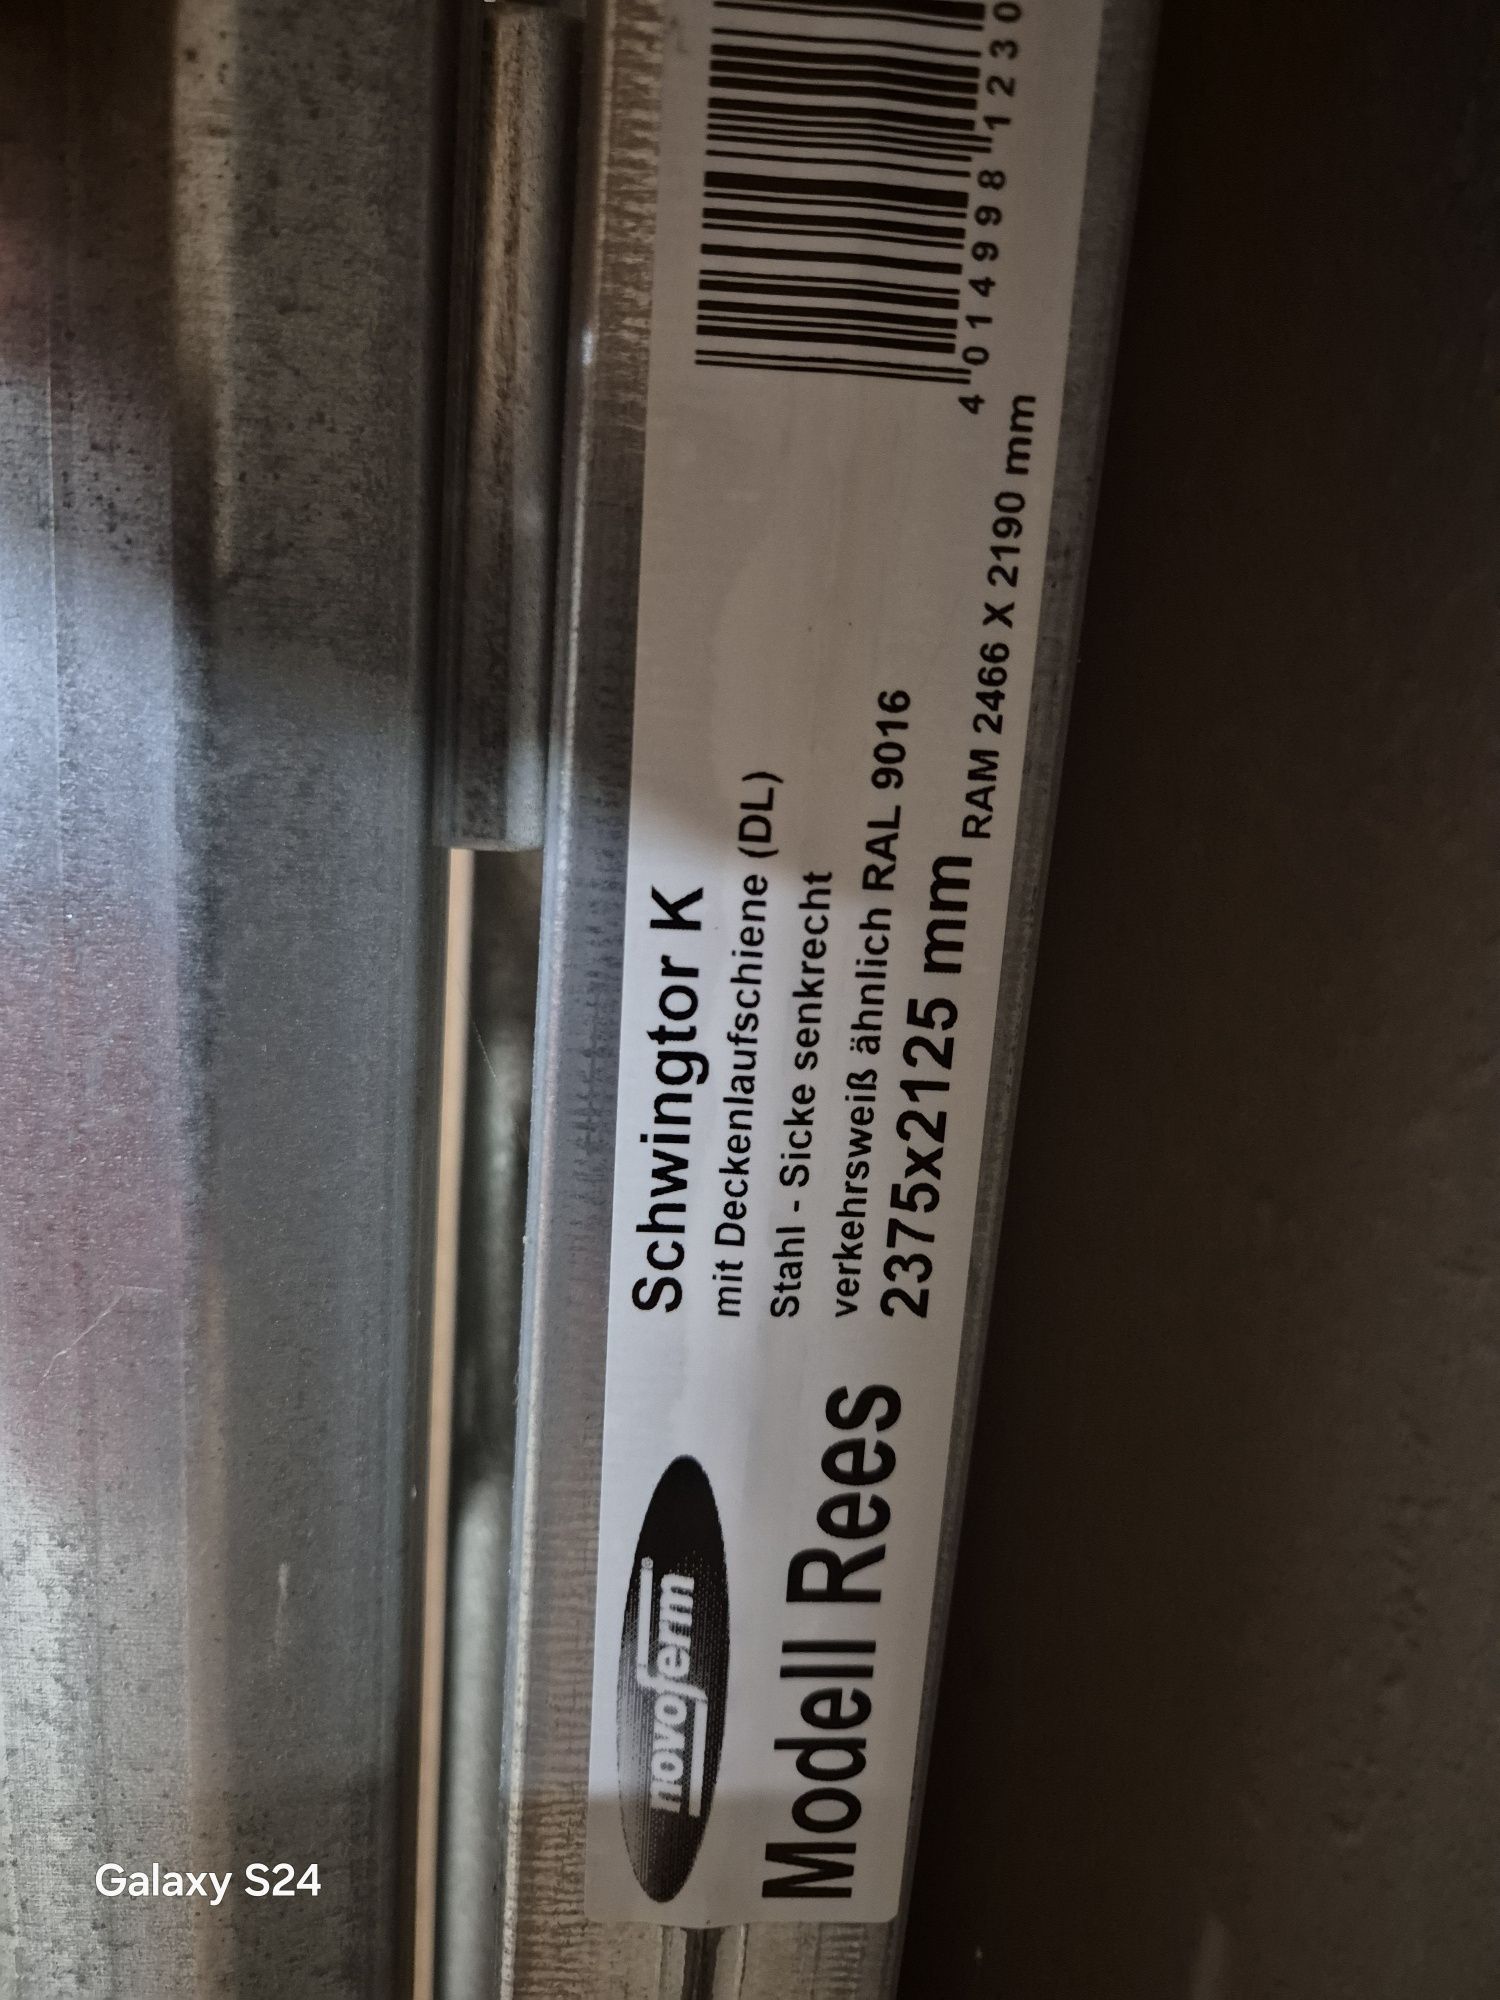 novoferm®
Modell Rees
Schwingtor K
mit Deckenlaufschiene (DL)
Stahl - Sicke senkrecht
verkehrsweiß ähnlich RAL 9016
2375x2125 mm RAM 2466 X 2190 mm
4 014998 1230
Galaxy S24